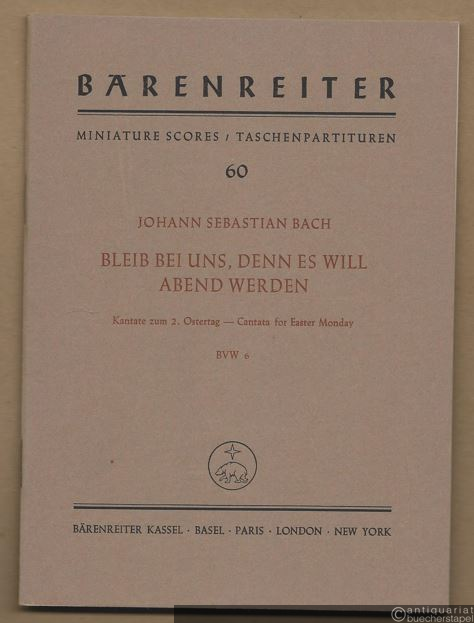 BÄRENREITER
MINIATURE SCORES / TASCHENPARTITUREN
60
JOHANN SEBASTIAN BACH
BLEIB BEI UNS, DENN ES WILL
ABEND WERDEN
Kantate zum 2. Ostertag — Cantata for Easter Monday
BVW 6
BÄRENREITER KASSEL · BASEL · PARIS · LONDON · NEW YORK
©antiquariat
buecherstapel